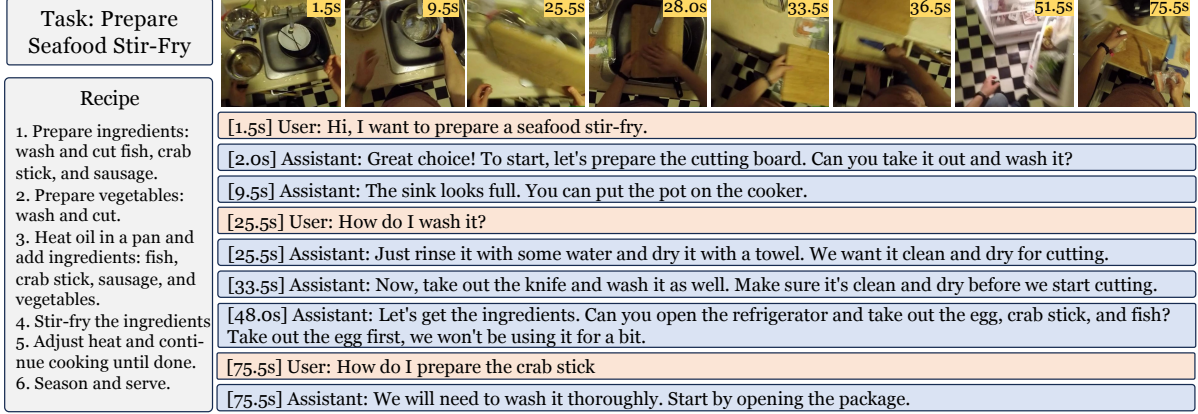 Task: Prepare
Seafood Stir-Fry
Recipe
1. Prepare ingredients:
wash and cut fish, crab
stick, and sausage.
2. Prepare vegetables:
wash and cut.
3. Heat oil in a pan and
add ingredients: fish,
crab stick, sausage, and
vegetables.
4. Stir-fry the ingredients
5. Adjust heat and conti-
nue cooking until done.
6. Season and serve.
1.5s
9.5s
25.5s
28.0s
33.5s
36.5s
51.5s
75.5s
[1.5s] User: Hi, I want to prepare a seafood stir-fry.
[2.0s] Assistant: Great choice! To start, let's prepare the cutting board. Can you take it out and wash it?
[9.5s] Assistant: The sink looks full. You can put the pot on the cooker.
[25.5s] User: How do I wash it?
[25.5s] Assistant: Just rinse it with some water and dry it with a towel. We want it clean and dry for cutting.
[33.5s] Assistant: Now, take out the knife and wash it as well. Make sure it's clean and dry before we start cutting.
[48.0s] Assistant: Let's get the ingredients. Can you open the refrigerator and take out the egg, crab stick, and fish?
Take out the egg first, we won't be using it for a bit.
[75.5s] User: How do I prepare the crab stick
[75.5s] Assistant: We will need to wash it thoroughly. Start by opening the package.